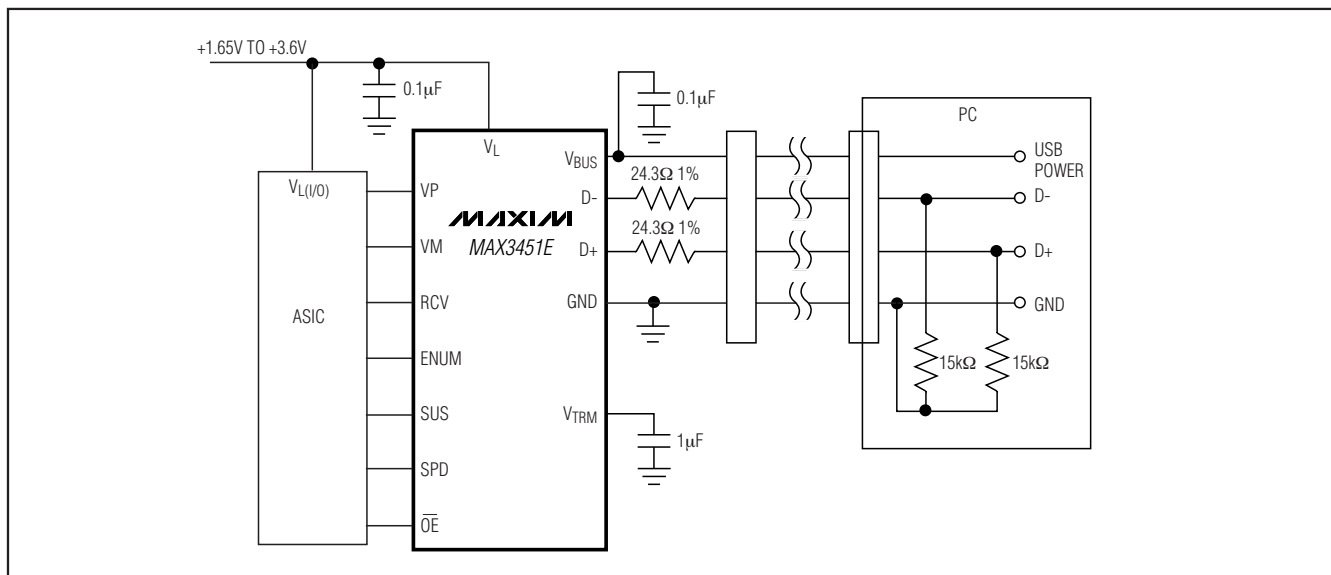 +1.65V TO +3.6V
0.1μF
0.1μF
PC
VL
VBUS
USB
POWER
VL(I/O)
VP
24.3Ω 1%
D-
D-
MAXIM
MAX3451E
VM
24.3Ω 1%
D+
D+
ASIC
RCV
GND
GND
ENUM
15kΩ
15kΩ
SUS
VTRM
1μF
SPD
O̅E̅